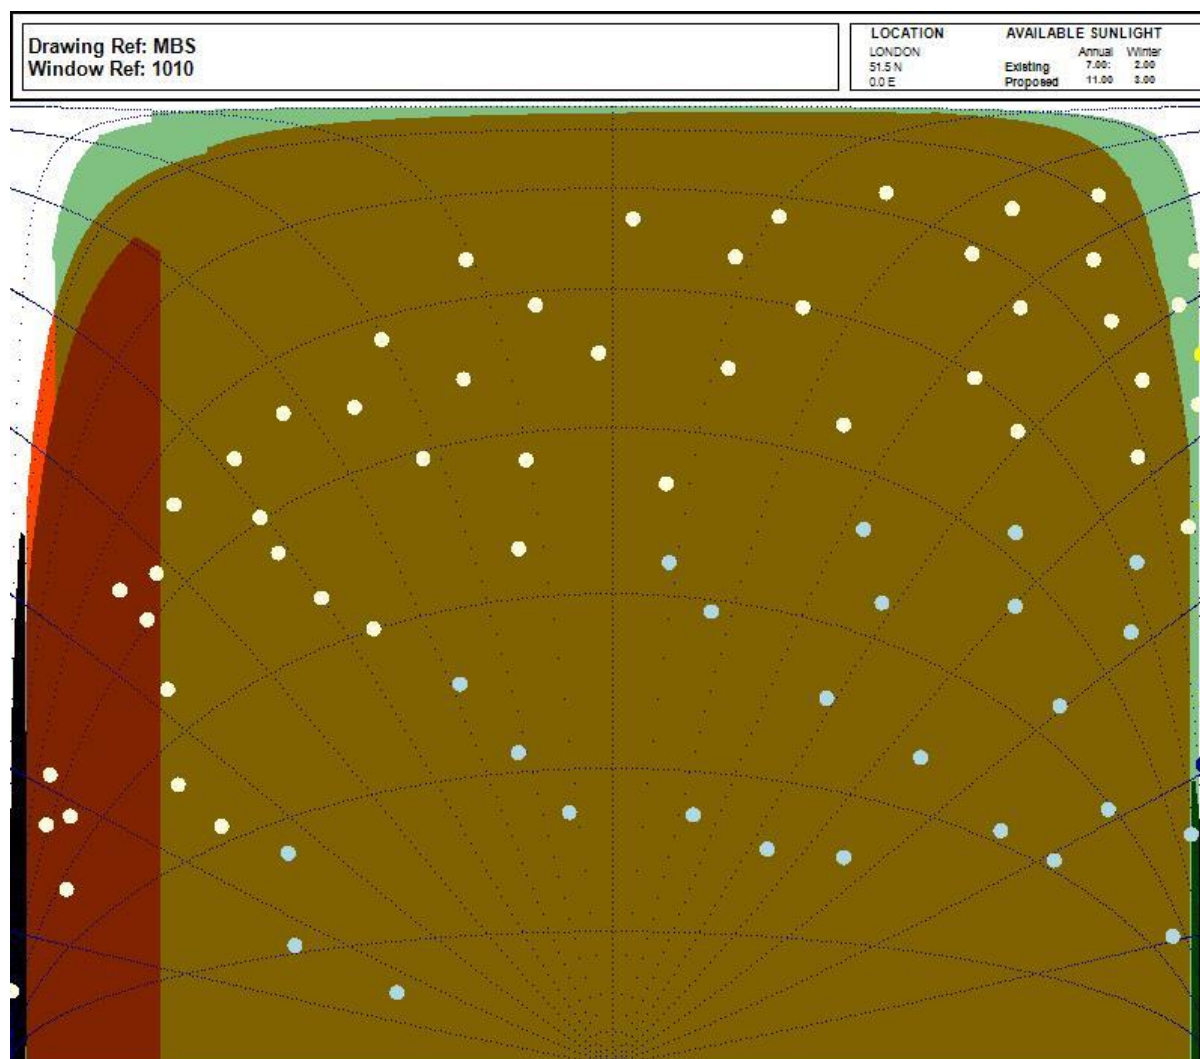 Drawing Ref: MBS
Window Ref: 1010
LOCATION
LONDON
51.5 N
0.0 E
AVAILABLE SUNLIGHT
Annual Winter
Existing 7.00: 2.00
Proposed 11.00 3.00